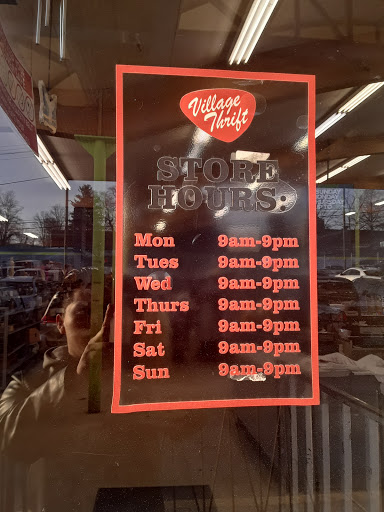 Village
Thrift
STORE
HOURS:
Mon 9am-9pm
Tues 9am-9pm
Wed 9am-9pm
Thurs 9am-9pm
Fri 9am-9pm
Sat 9am-9pm
Sun 9am-9pm